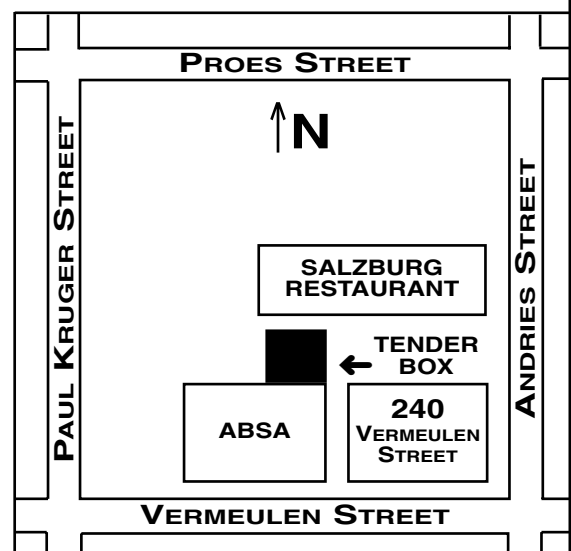 PROES STREET
N
PAUL KRUGER STREET
ANDRIES STREET
SALZBURG
RESTAURANT
TENDER
BOX
ABSA
240
VERMEULEN
STREET
VERMEULEN STREET